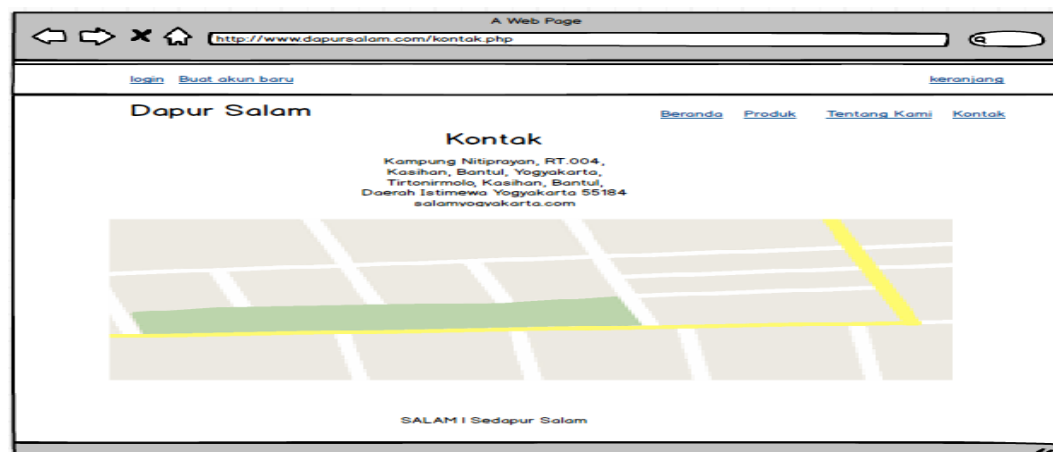 A Web Page
http://www.dapursalam.com/kontak.php
login Buat akun baru keranjang
Dapur Salam
Beranda Produk Tentang Kami Kontak
Kontak
Kampung Nitiprayan, RT.004,
Kasihan, Bantul, Yogyakarta,
Tirtonirmolo, Kasihan, Bantul,
Daerah Istimewa Yogyakarta 55184
salamyogyakarta.com
SALAM | Sedapur Salam